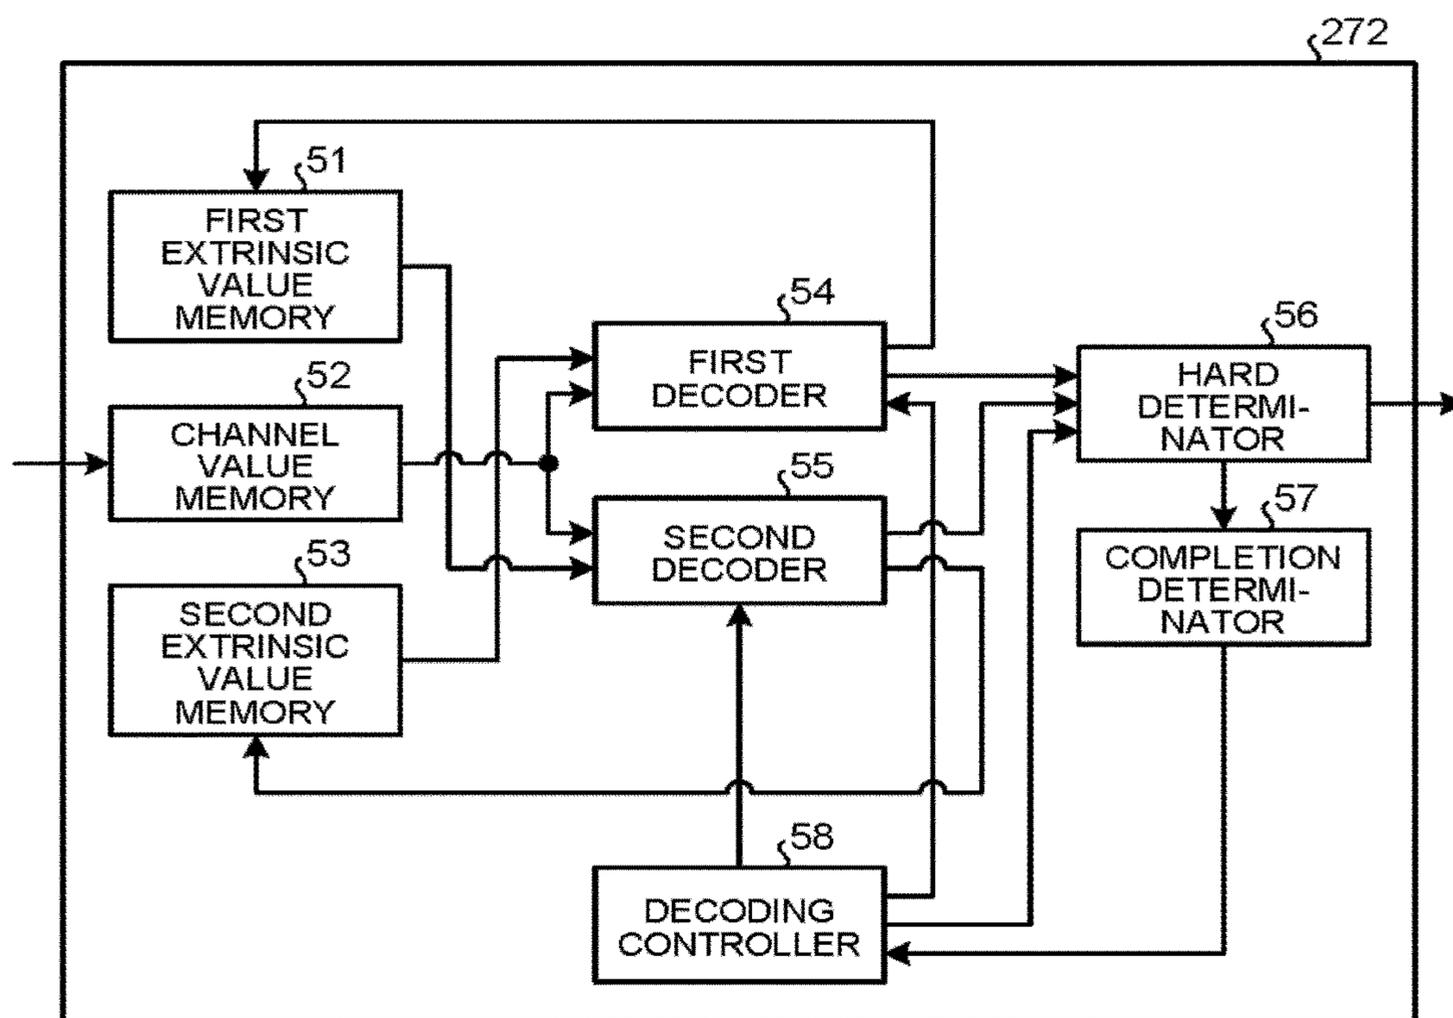 272
51
FIRST
EXTRINSIC
VALUE
MEMORY
52
CHANNEL
VALUE
MEMORY
53
SECOND
EXTRINSIC
VALUE
MEMORY
54
FIRST
DECODER
55
SECOND
DECODER
56
HARD
DETERMI-
NATOR
57
COMPLETION
DETERMI-
NATOR
58
DECODING
CONTROLLER